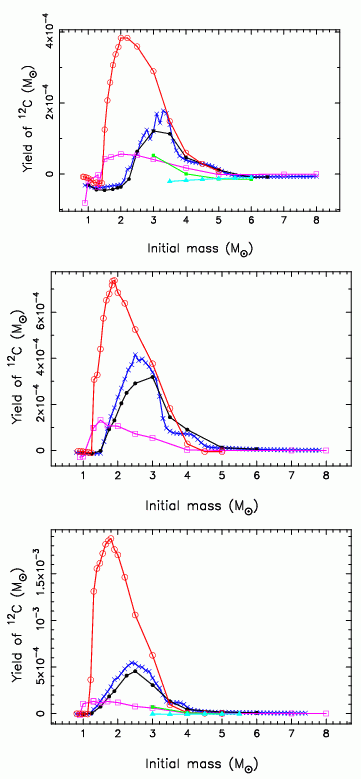 4×10⁻⁴
2×10⁻⁴
0
Yield of ¹²C (M⊙)
1 2 3 4 5 6 7 8
Initial mass (M⊙)
6×10⁻⁴
4×10⁻⁴
2×10⁻⁴
0
Yield of ¹²C (M⊙)
1 2 3 4 5 6 7 8
Initial mass (M⊙)
1.5×10⁻³
10⁻³
5×10⁻⁴
0
Yield of ¹²C (M⊙)
1 2 3 4 5 6 7 8
Initial mass (M⊙)